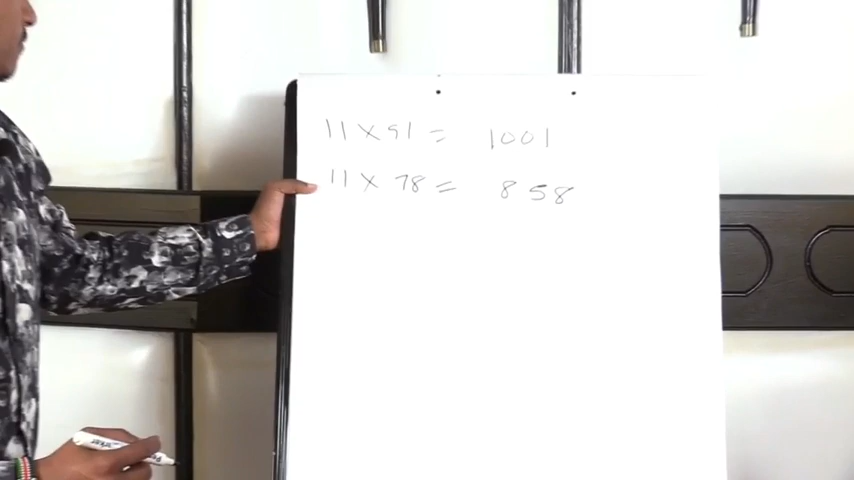 11 × 91 = 1001
11 × 78 = 858